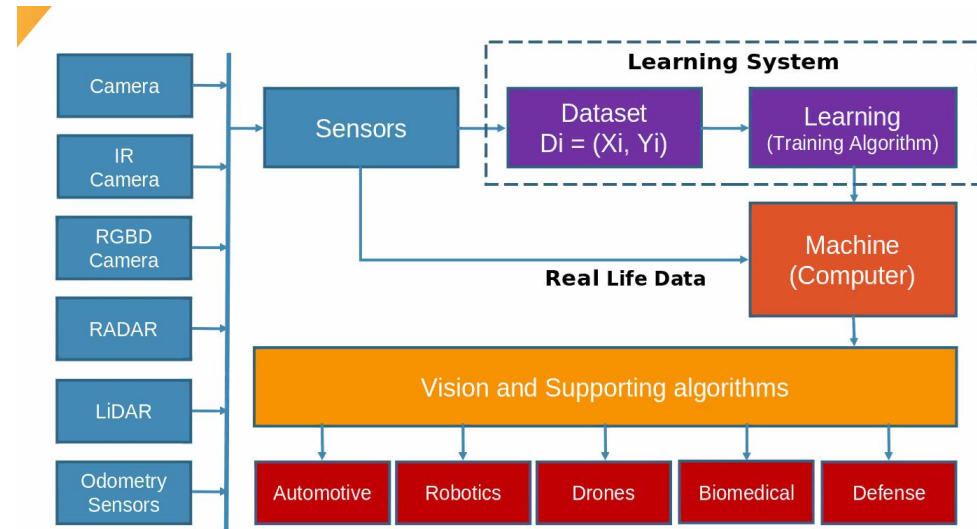 Learning System
Camera
IR
Camera
RGBD
Camera
RADAR
LiDAR
Odometry
Sensors
Sensors
Dataset
Di = (Xi, Yi)
Learning
(Training Algorithm)
Machine
(Computer)
Real Life Data
Vision and Supporting algorithms
Automotive
Robotics
Drones
Biomedical
Defense